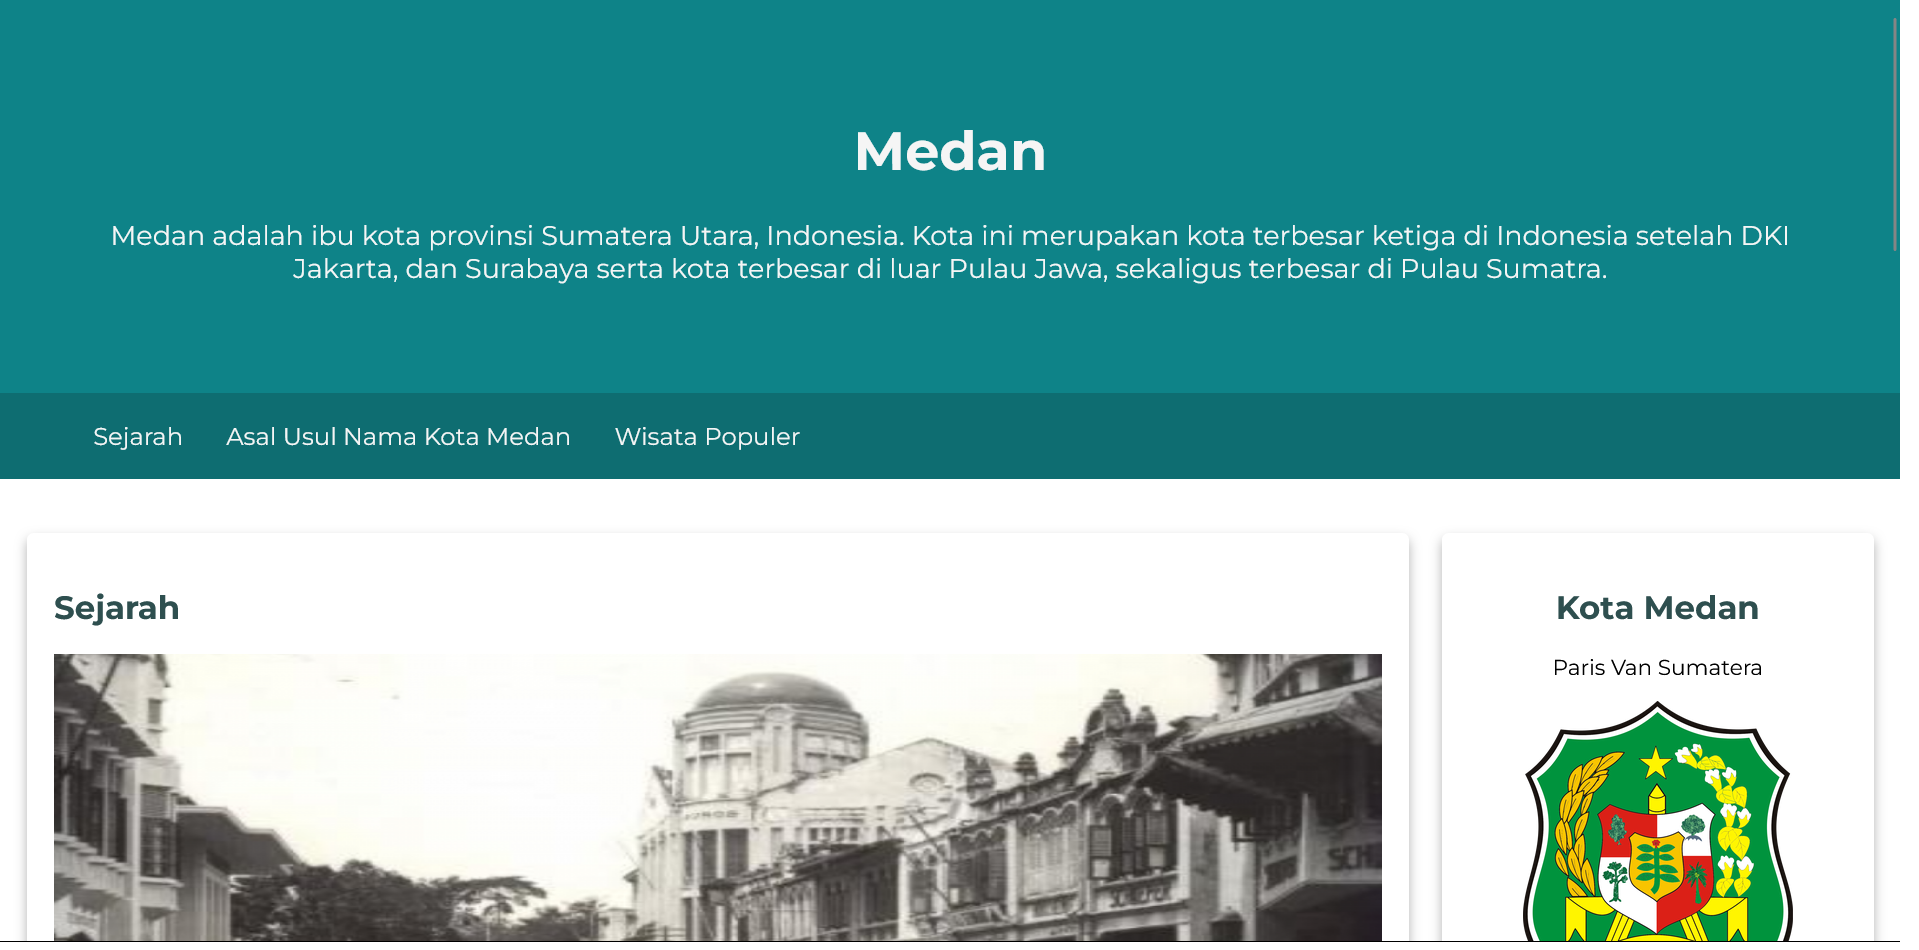 Medan
Medan adalah ibu kota provinsi Sumatera Utara, Indonesia. Kota ini merupakan kota terbesar ketiga di Indonesia setelah DKI
Jakarta, dan Surabaya serta kota terbesar di luar Pulau Jawa, sekaligus terbesar di Pulau Sumatra.
Sejarah Asal Usul Nama Kota Medan Wisata Populer
Sejarah
Kota Medan
Paris Van Sumatera